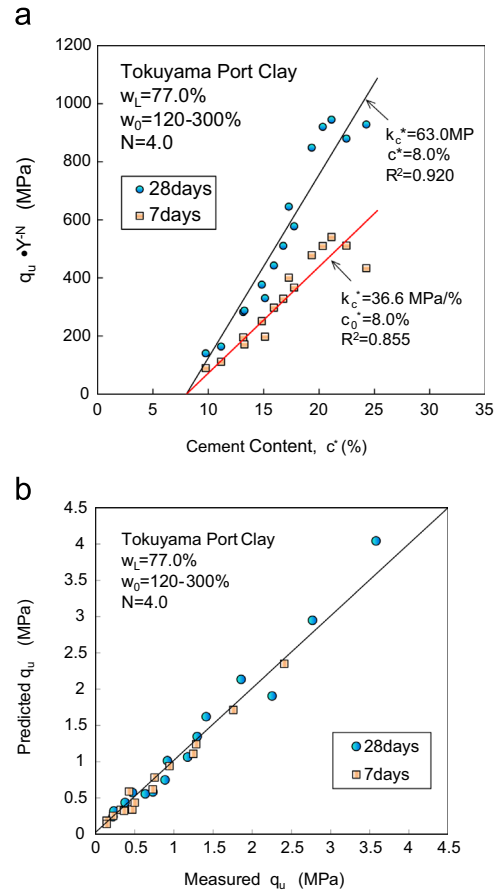 a
1200
1000
800
600
400
200
0
q_u •Y^-N (MPa)
Tokuyama Port Clay
w_L=77.0%
w_0=120-300%
N=4.0
28days
7days
k_c*=63.0MP
c*=8.0%
R²=0.920
k_c*=36.6 MPa/%
c_0*=8.0%
R²=0.855
0 5 10 15 20 25 30 35
Cement Content, c*(%)
b
4.5
4
3.5
3
2.5
2
1.5
1
0.5
0
Predicted q_u (MPa)
Tokuyama Port Clay
w_L=77.0%
w_0=120-300%
N=4.0
28days
7days
0 0.5 1 1.5 2 2.5 3 3.5 4 4.5
Measured q_u (MPa)